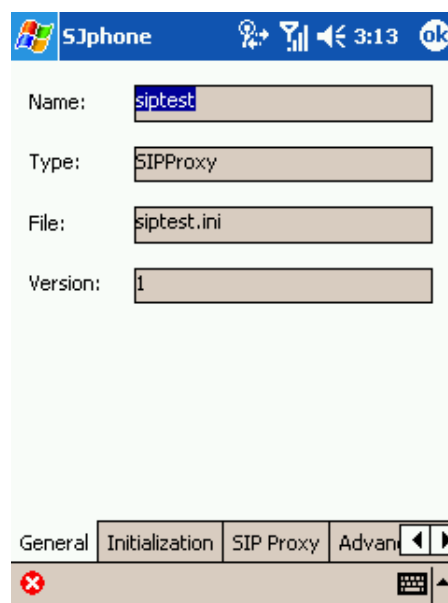 SJphone 3:13 ok
Name: siptest
Type: SIPProxy
File: siptest.ini
Version: 1
General Initialization SIP Proxy Advan